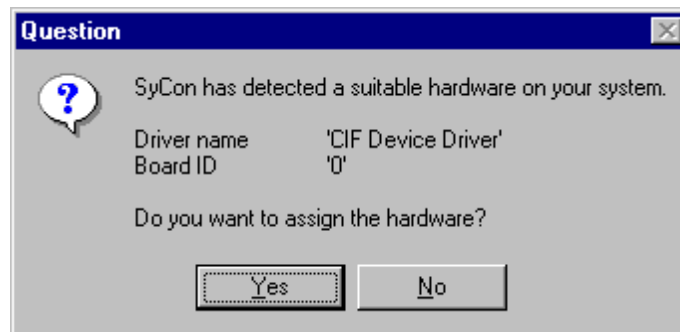 Question
SyCon has detected a suitable hardware on your system.
Driver name 'CIF Device Driver'
Board ID '0'
Do you want to assign the hardware?
Yes No